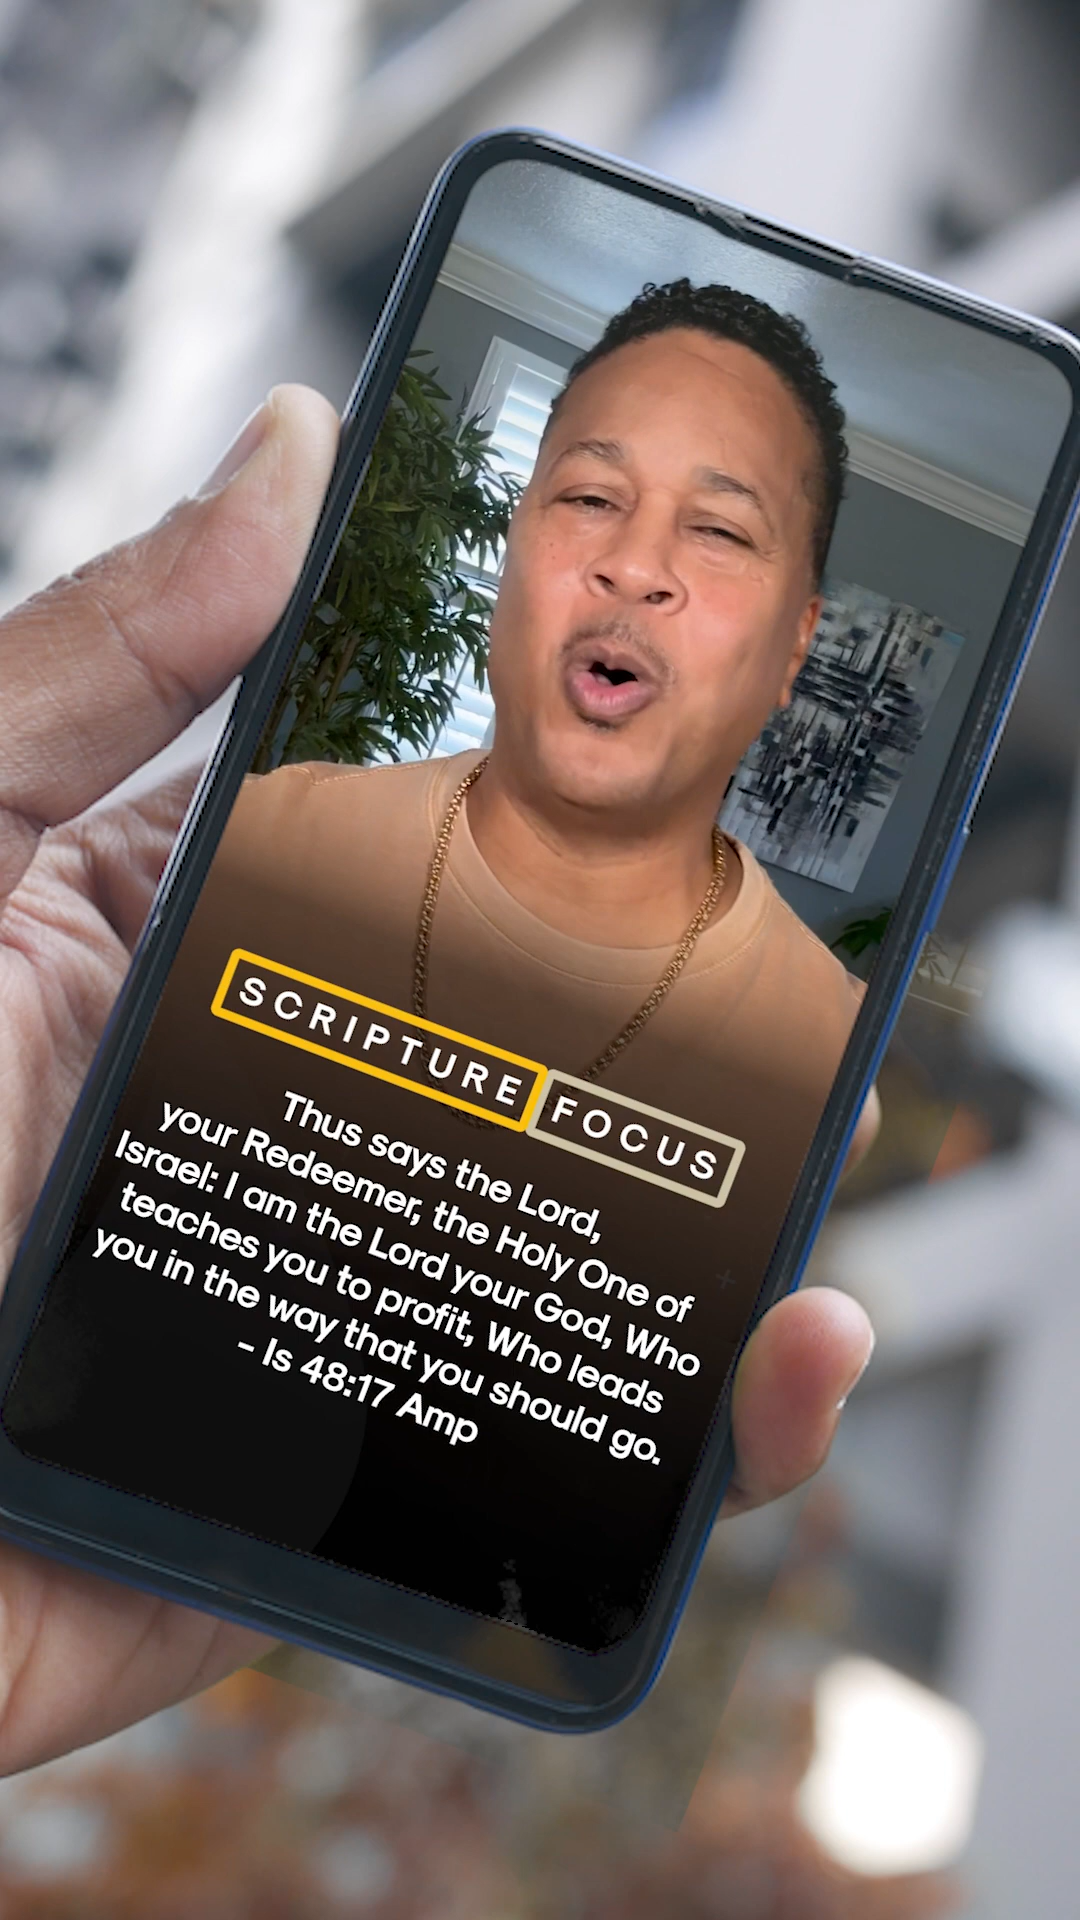 SCRIPTURE FOCUS
Thus says the Lord,
your Redeemer, the Holy One of
Israel: I am the Lord your God, Who
teaches you to profit, Who leads
you in the way that you should go.
- Is 48:17 Amp